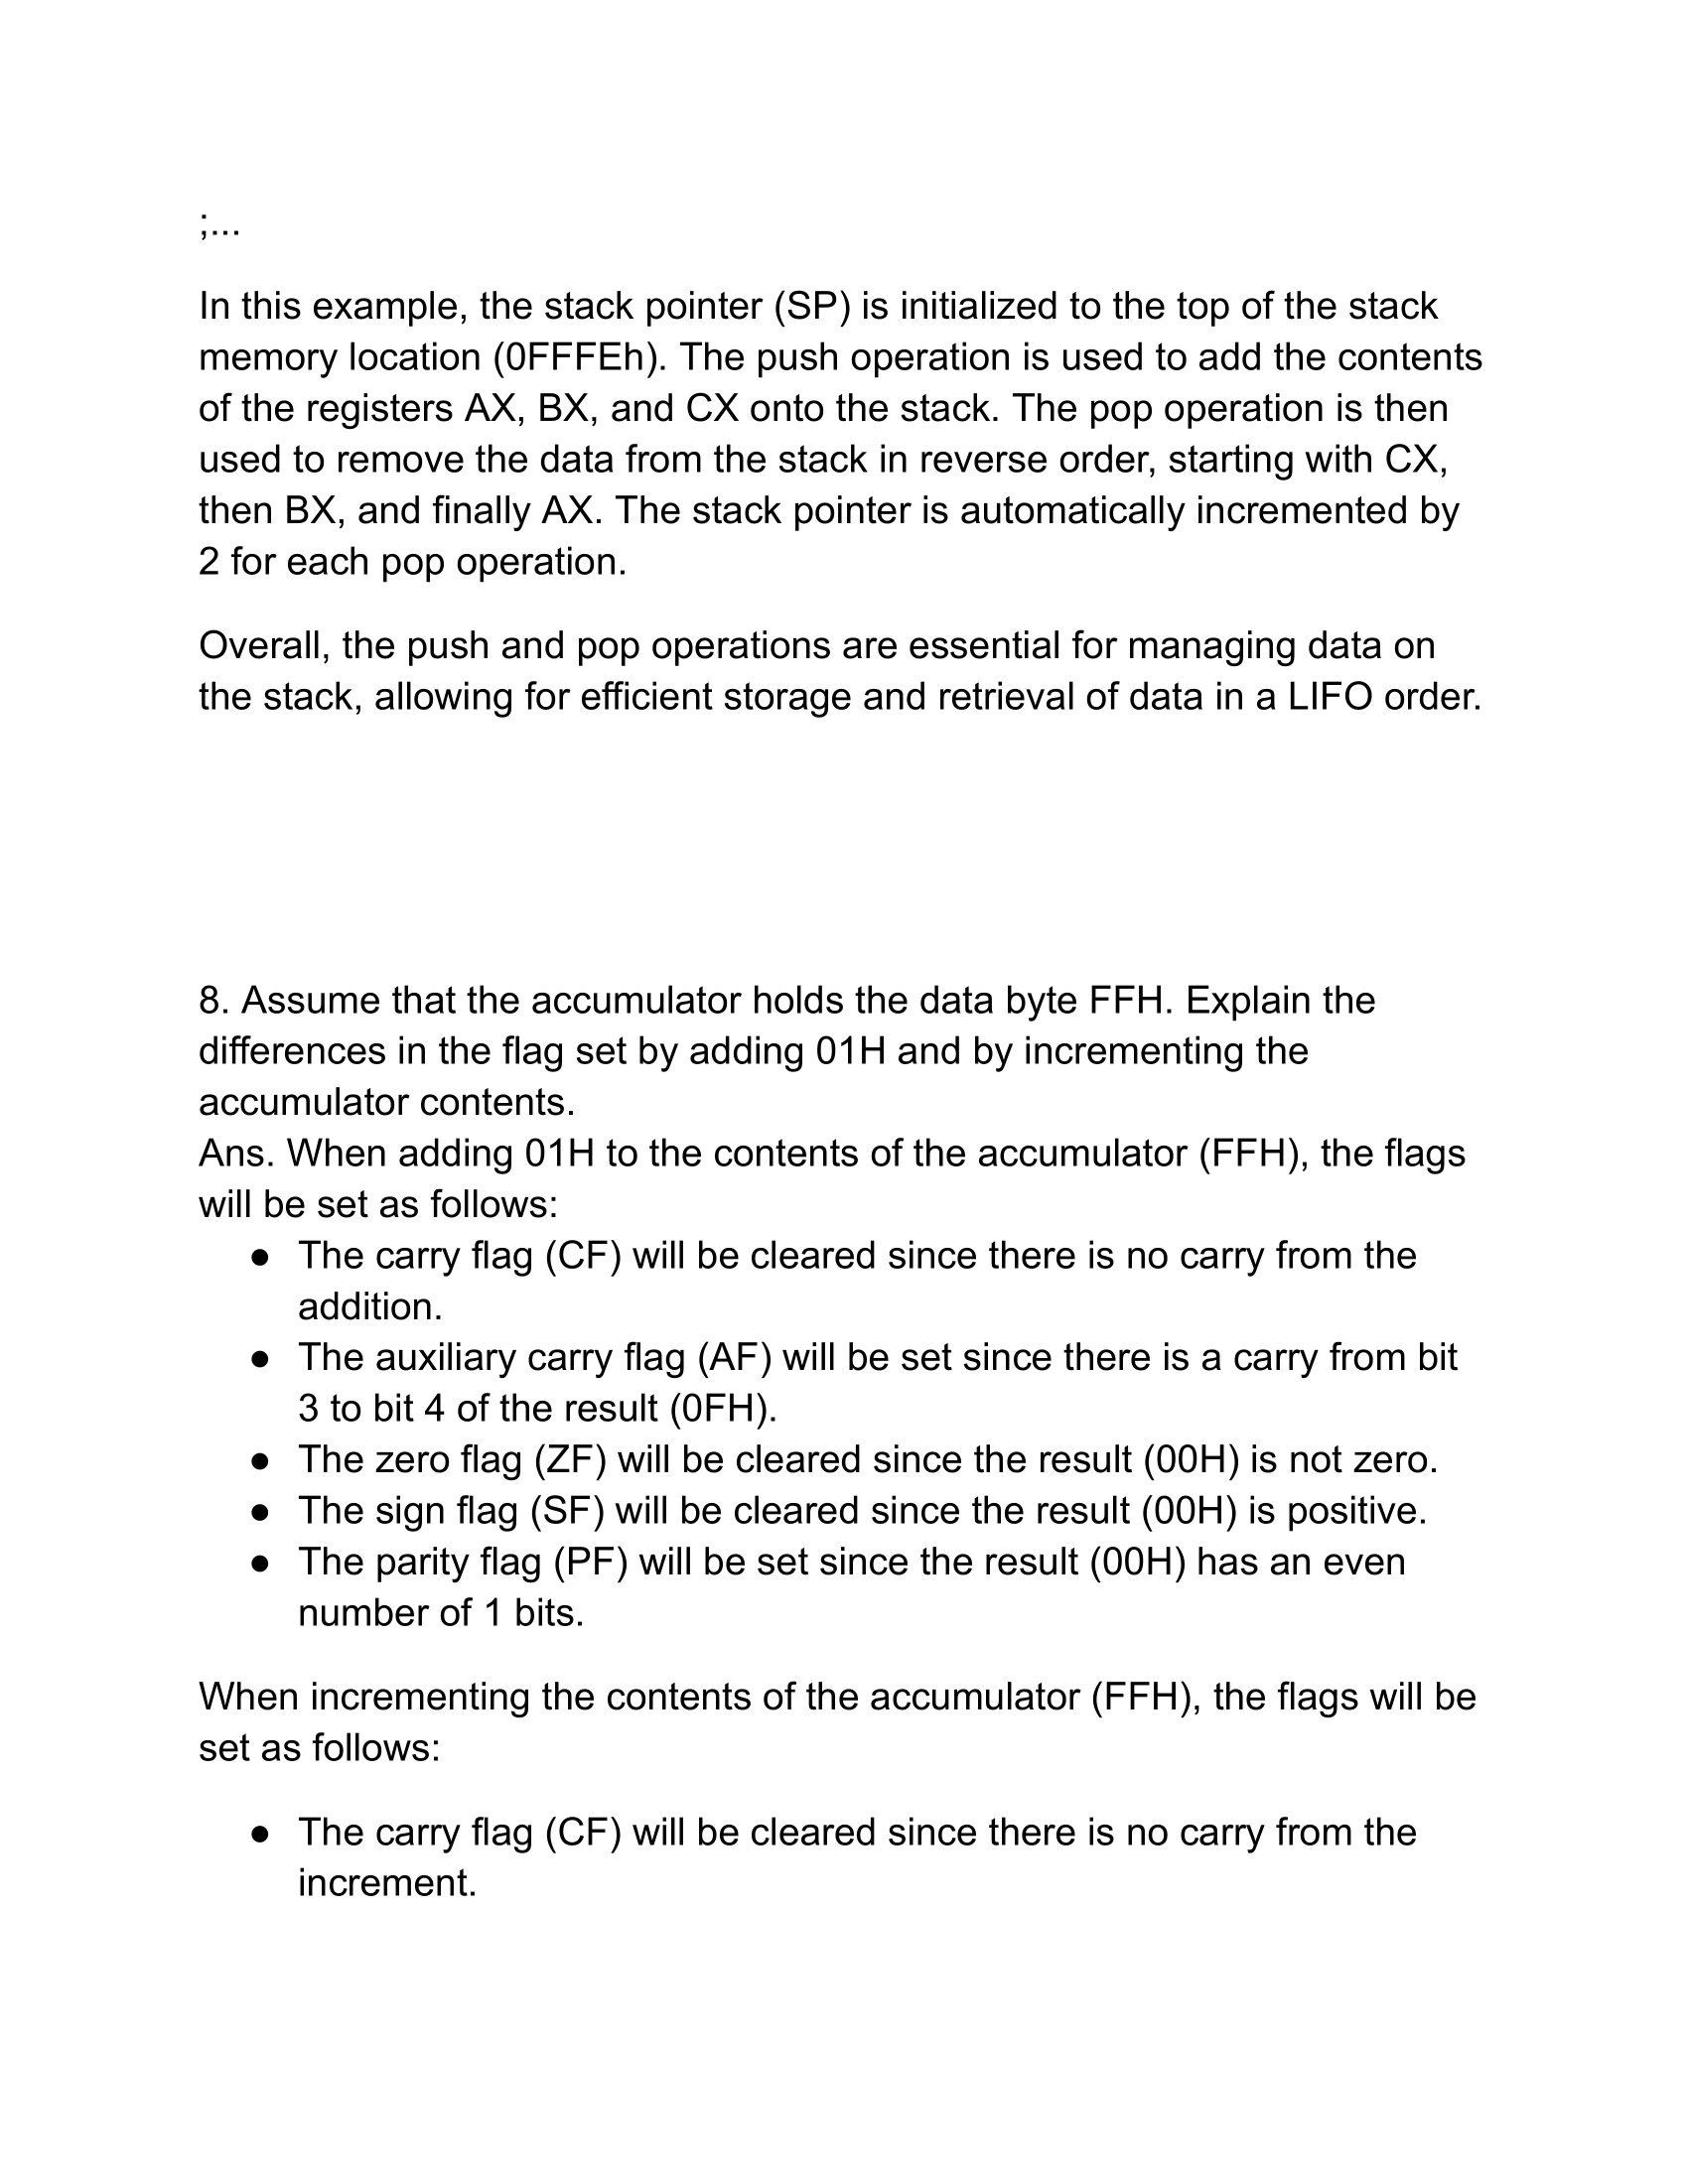 ;...
In this example, the stack pointer (SP) is initialized to the top of the stack
memory location (0FFFEh). The push operation is used to add the contents
of the registers AX, BX, and CX onto the stack. The pop operation is then
used to remove the data from the stack in reverse order, starting with CX,
then BX, and finally AX. The stack pointer is automatically incremented by
2 for each pop operation.
Overall, the push and pop operations are essential for managing data on
the stack, allowing for efficient storage and retrieval of data in a LIFO order.
8. Assume that the accumulator holds the data byte FFH. Explain the
differences in the flag set by adding 01H and by incrementing the
accumulator contents.
Ans. When adding 01H to the contents of the accumulator (FFH), the flags
will be set as follows:
● The carry flag (CF) will be cleared since there is no carry from the
addition.
● The auxiliary carry flag (AF) will be set since there is a carry from bit
3 to bit 4 of the result (0FH).
● The zero flag (ZF) will be cleared since the result (00H) is not zero.
● The sign flag (SF) will be cleared since the result (00H) is positive.
● The parity flag (PF) will be set since the result (00H) has an even
number of 1 bits.
When incrementing the contents of the accumulator (FFH), the flags will be
set as follows:
● The carry flag (CF) will be cleared since there is no carry from the
increment.